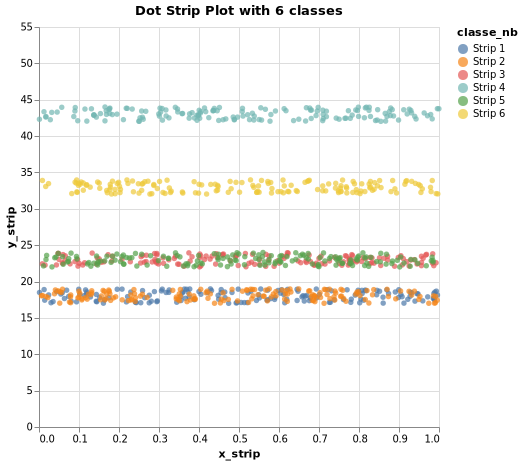 Dot Strip Plot with 6 classes
55
50
45
40
35
30
25
20
15
10
5
0
y_strip
0.0 0.1 0.2 0.3 0.4 0.5 0.6 0.7 0.8 0.9 1.0
x_strip
classe_nb
Strip 1
Strip 2
Strip 3
Strip 4
Strip 5
Strip 6